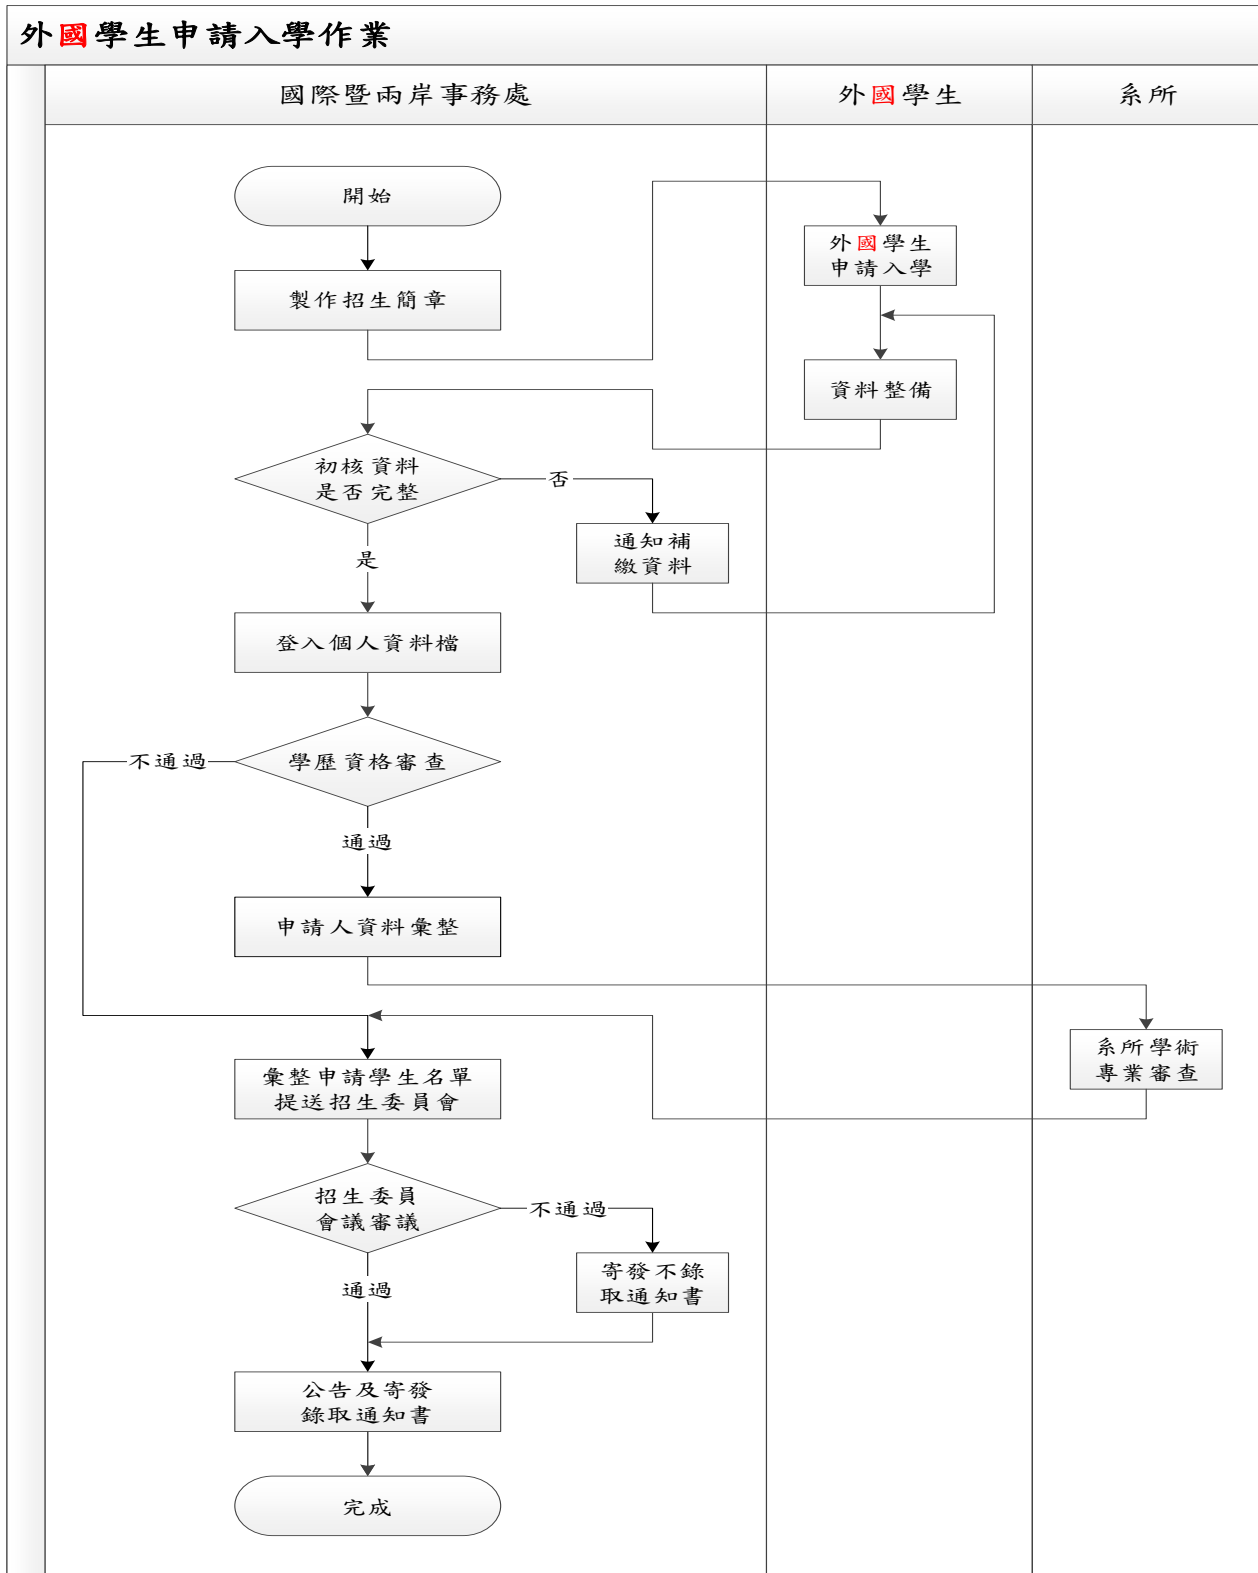 外國學生申請入學作業
國際暨兩岸事務處
外國學生
系所
開始
製作招生簡章
外國學生
申請入學
資料整備
初核資料
是否完整
否
通知補
繳資料
是
登入個人資料檔
學歷資格審查
不通過
通過
申請人資料彙整
系所學術
專業審查
彙整申請學生名單
提送招生委員會
招生委員
會議審議
不通過
寄發不錄
取通知書
通過
公告及寄發
錄取通知書
完成